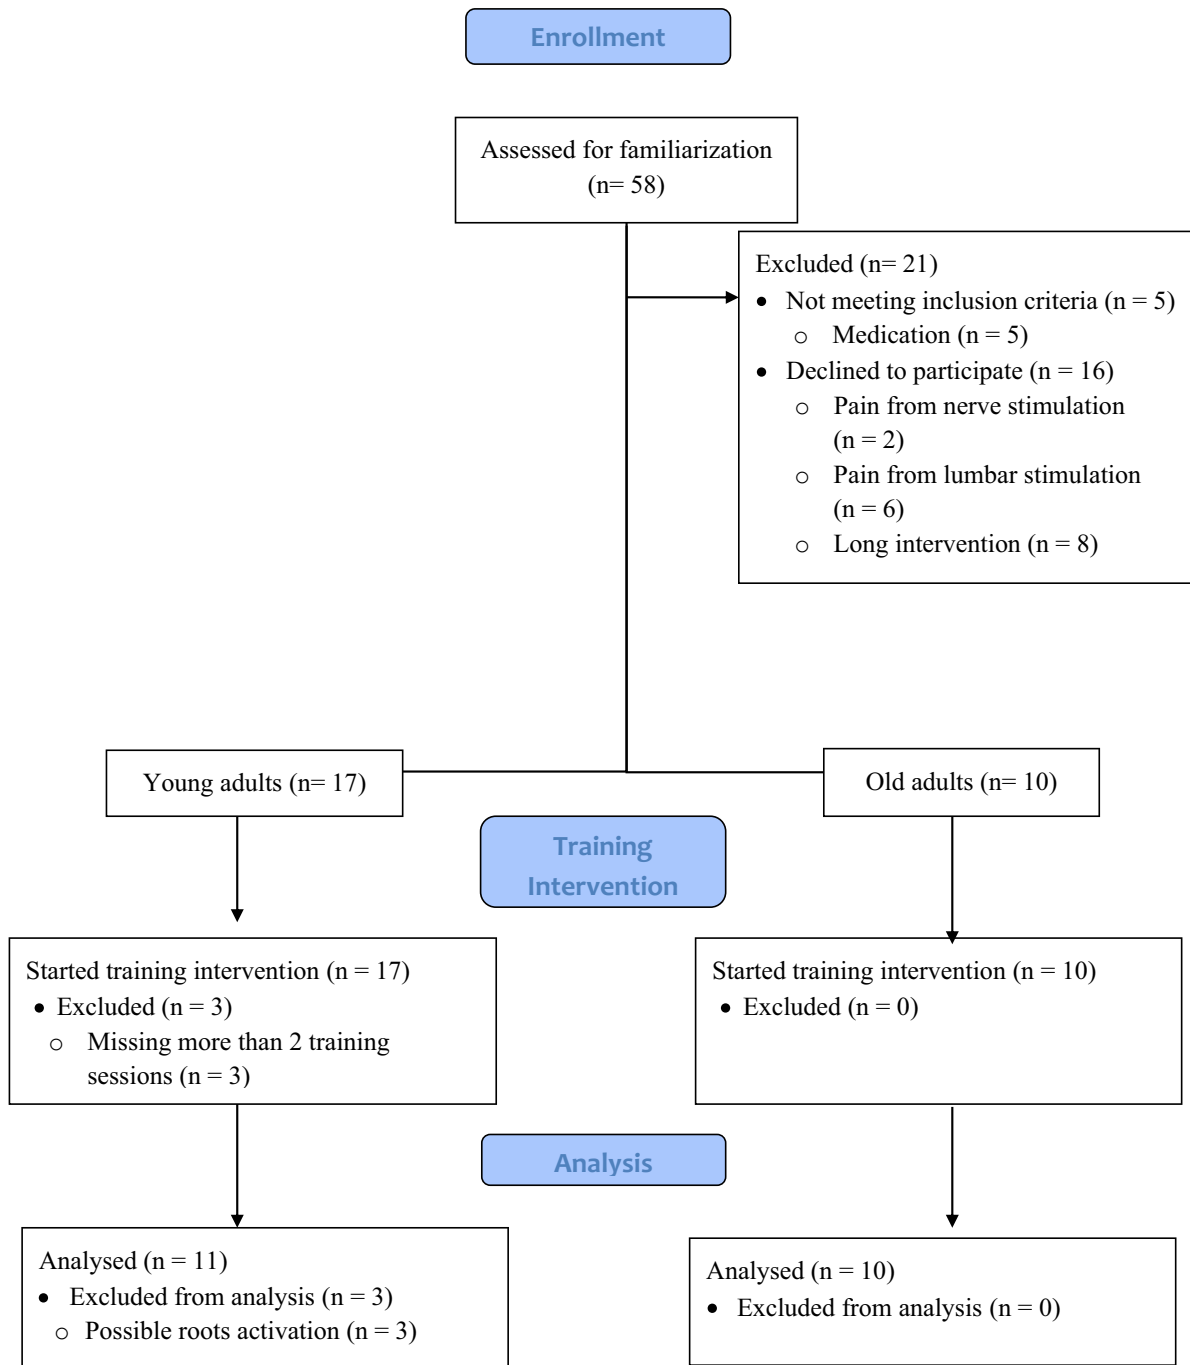 Enrollment
Assessed for familiarization
(n= 58)
Excluded (n= 21)
• Not meeting inclusion criteria (n = 5)
o Medication (n = 5)
• Declined to participate (n = 16)
o Pain from nerve stimulation
(n = 2)
o Pain from lumbar stimulation
(n = 6)
o Long intervention (n = 8)
Young adults (n= 17)
Old adults (n= 10)
Training
Intervention
Started training intervention (n = 17)
• Excluded (n = 3)
o Missing more than 2 training
sessions (n = 3)
Started training intervention (n = 10)
• Excluded (n = 0)
Analysis
Analysed (n = 11)
• Excluded from analysis (n = 3)
o Possible roots activation (n = 3)
Analysed (n = 10)
• Excluded from analysis (n = 0)